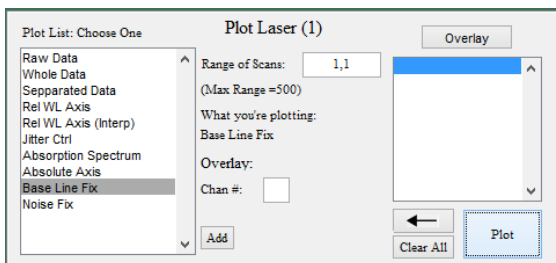 Plot List: Choose One
Raw Data
Whole Data
Sepparated Data
Rel WL Axis
Rel WL Axis (Interp)
Jitter Ctrl
Absorption Spectrum
Absolute Axis
Base Line Fix
Noise Fix
Plot Laser (1)
Range of Scans: 1,1
(Max Range =500)
What you're plotting:
Base Line Fix
Overlay:
Chan #:
Add
Overlay
Clear All
Plot